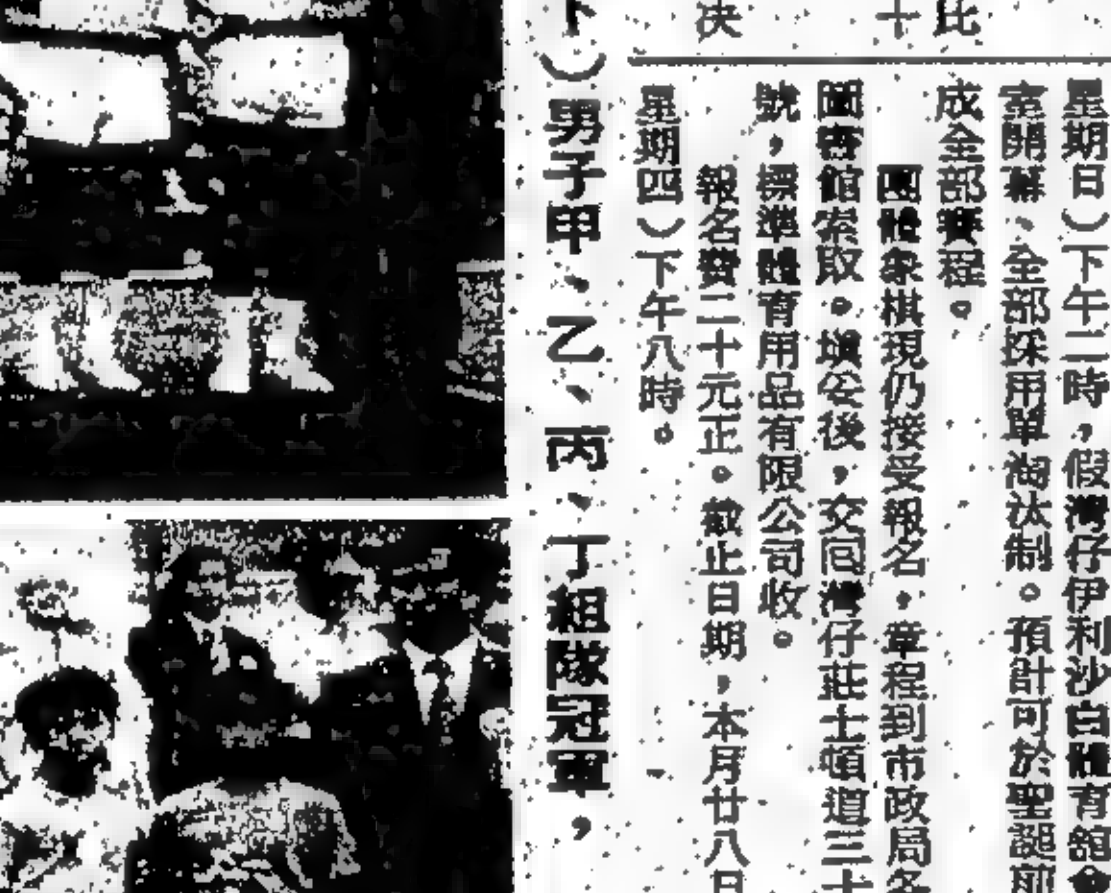 此
十
决
星期日）下午二時，假灣仔伊利沙白體育館會
室開幕、全部採用單淘汰制。預計可於聖誕前
成全部賽程。
國體象棋現仍接受報名，章程到市政局各
圖書館索取。填妥後，交回灣仔莊士頓道三十
號，標準體育用品有限公司收。
報名費二十元正。截止日期，本月廿八日
星期四）下午八時。
下）男子甲、乙、丙、丁組隊冠軍，